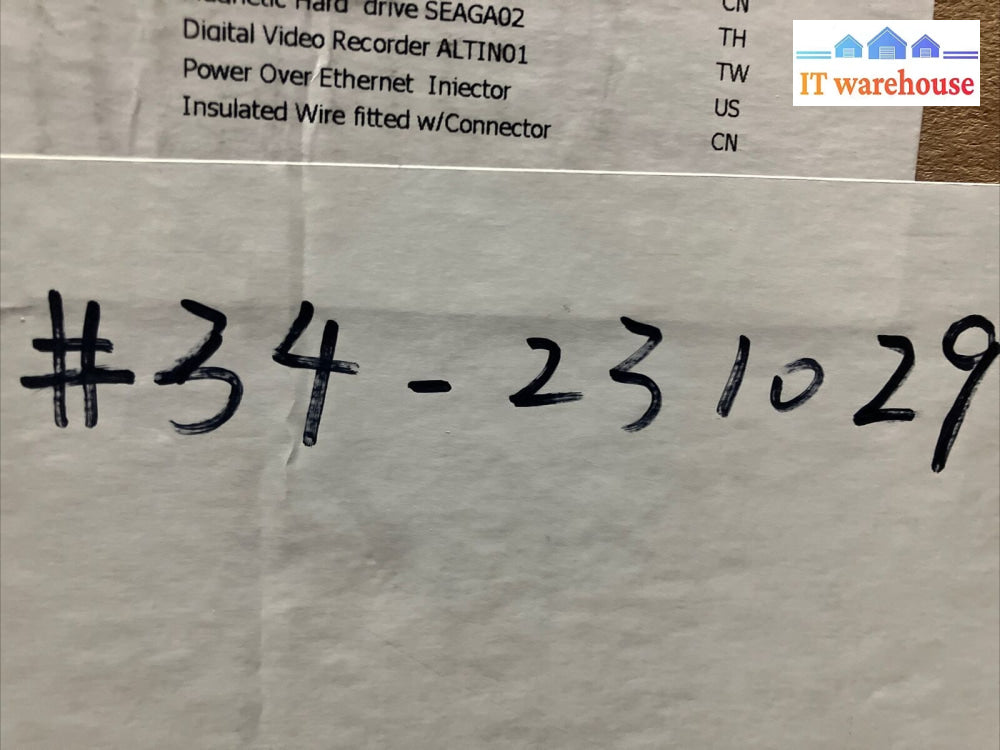 Hard drive SEAGA02 CN
Digital Video Recorder ALTIN01 TH
Power Over Ethernet Injector TW
Insulated Wire fitted w/Connector US
CN
IT warehouse
#34-231029